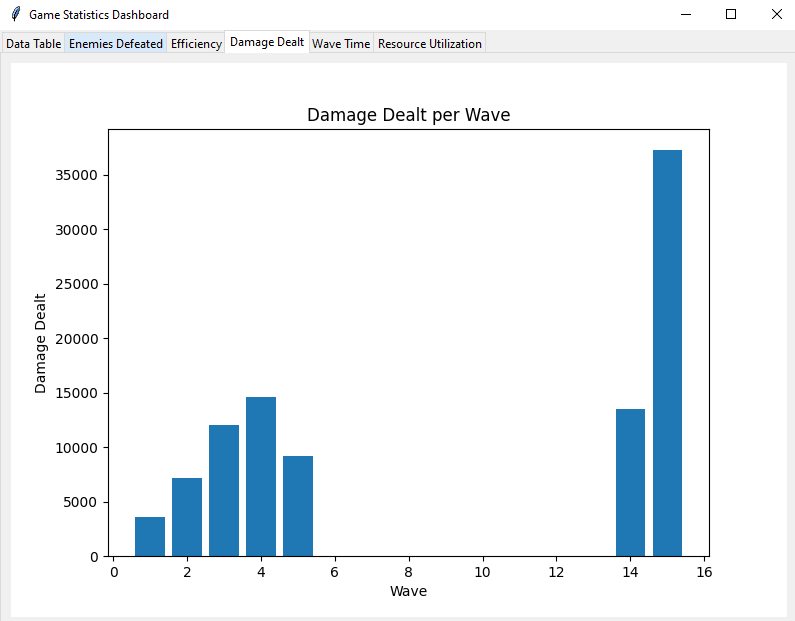 Game Statistics Dashboard
Data Table Enemies Defeated Efficiency Damage Dealt Wave Time Resource Utilization
Damage Dealt per Wave
35000
30000
25000
20000
15000
10000
5000
0
Damage Dealt
0 2 4 6 8 10 12 14 16
Wave